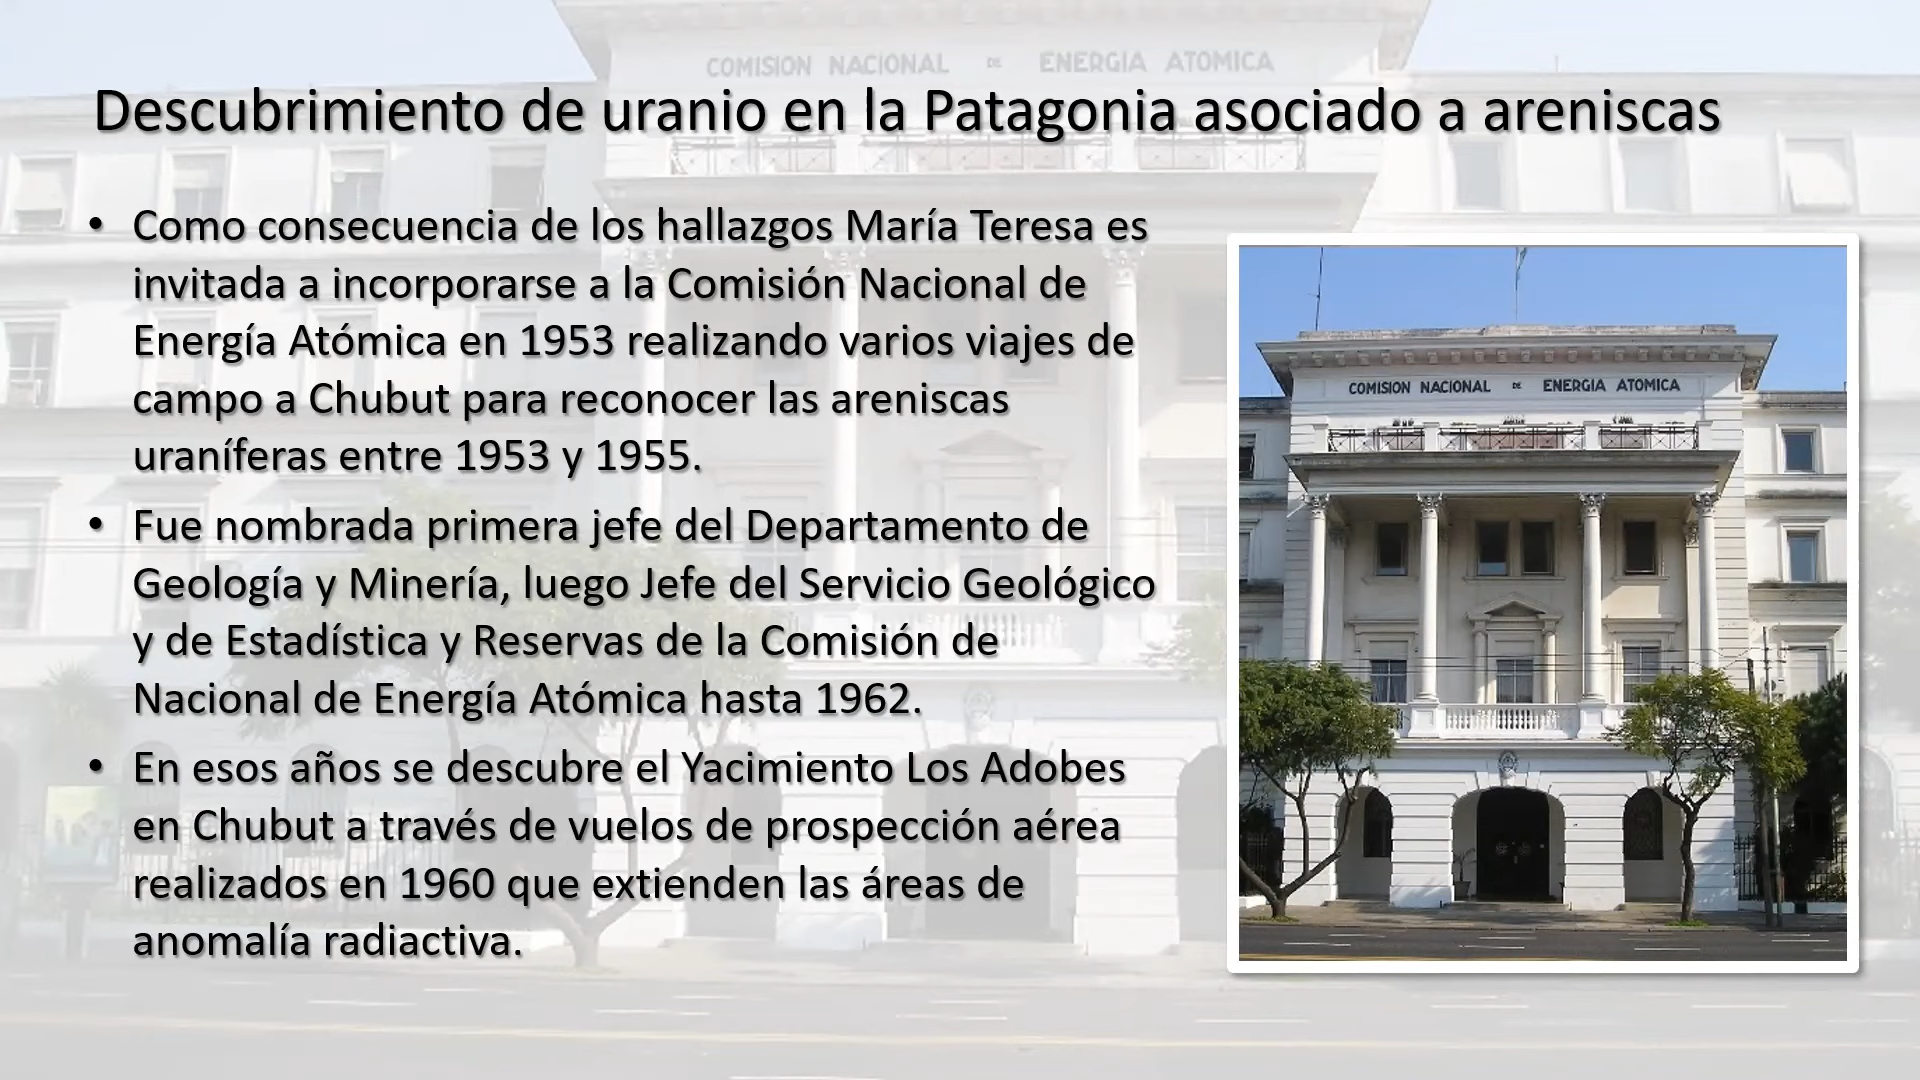 COMISION NACIONAL DE ENERGIA ATOMICA
Descubrimiento de uranio en la Patagonia asociado a areniscas
• Como consecuencia de los hallazgos María Teresa es
invitada a incorporarse a la Comisión Nacional de
Energía Atómica en 1953 realizando varios viajes de
campo a Chubut para reconocer las areniscas
uraníferas entre 1953 y 1955.
• Fue nombrada primera jefe del Departamento de
Geología y Minería, luego Jefe del Servicio Geológico
y de Estadística y Reservas de la Comisión de
Nacional de Energía Atómica hasta 1962.
• En esos años se descubre el Yacimiento Los Adobes
en Chubut a través de vuelos de prospección aérea
realizados en 1960 que extienden las áreas de
anomalía radiactiva.
COMISION NACIONAL DE ENERGIA ATOMICA